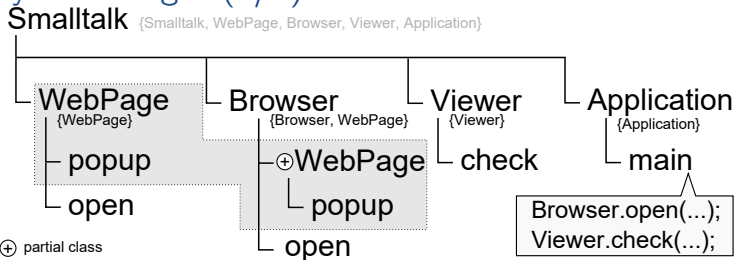 Smalltalk {Smalltalk, WebPage, Browser, Viewer, Application}
WebPage
{WebPage}
popup
open
Browser
{Browser, WebPage}
+WebPage
popup
open
Viewer
{Viewer}
check
Application
{Application}
main
Browser.open(...);
Viewer.check(...);
+ partial class